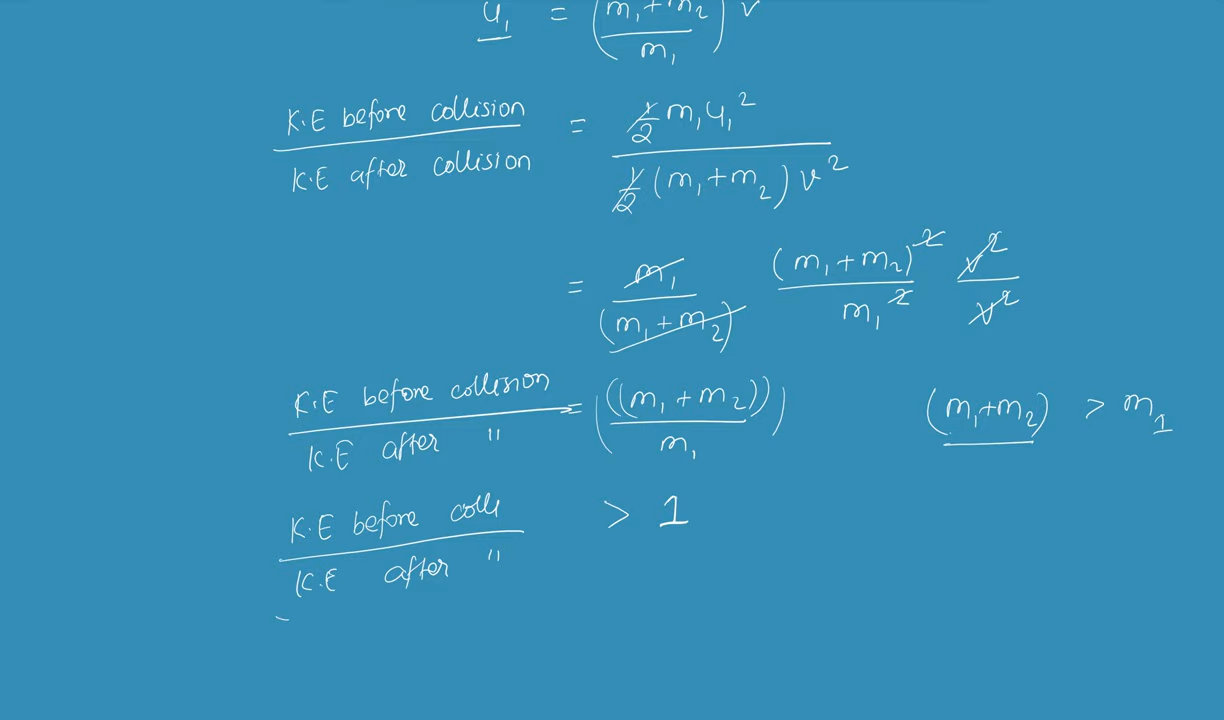 u₁ = (m₁+m₂ / m₁) v
K.E before collision / K.E after collision = ½ m₁u₁² / ½ (m₁+m₂) v²
= m₁ / (m₁+m₂) (m₁+m₂)² / m₁² v² / v²
K.E before collision / K.E after " = (((m₁+m₂)) / m₁) (m₁+m₂) > m₁
K.E before colli / K.E after " > 1